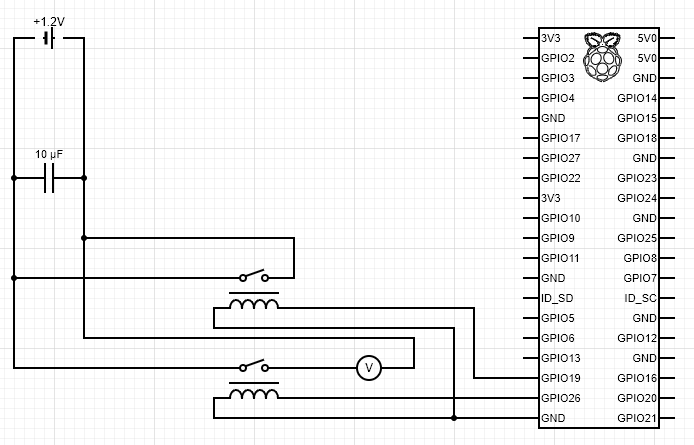 +1.2V
10 µF
V
3V3 5V0
GPIO2 5V0
GPIO3 GND
GPIO4 GPIO14
GND GPIO15
GPIO17 GPIO18
GPIO27 GND
GPIO22 GPIO23
3V3 GPIO24
GPIO10 GND
GPIO9 GPIO25
GPIO11 GPIO8
GND GPIO7
ID_SD ID_SC
GPIO5 GND
GPIO6 GPIO12
GPIO13 GND
GPIO19 GPIO16
GPIO26 GPIO20
GND GPIO21